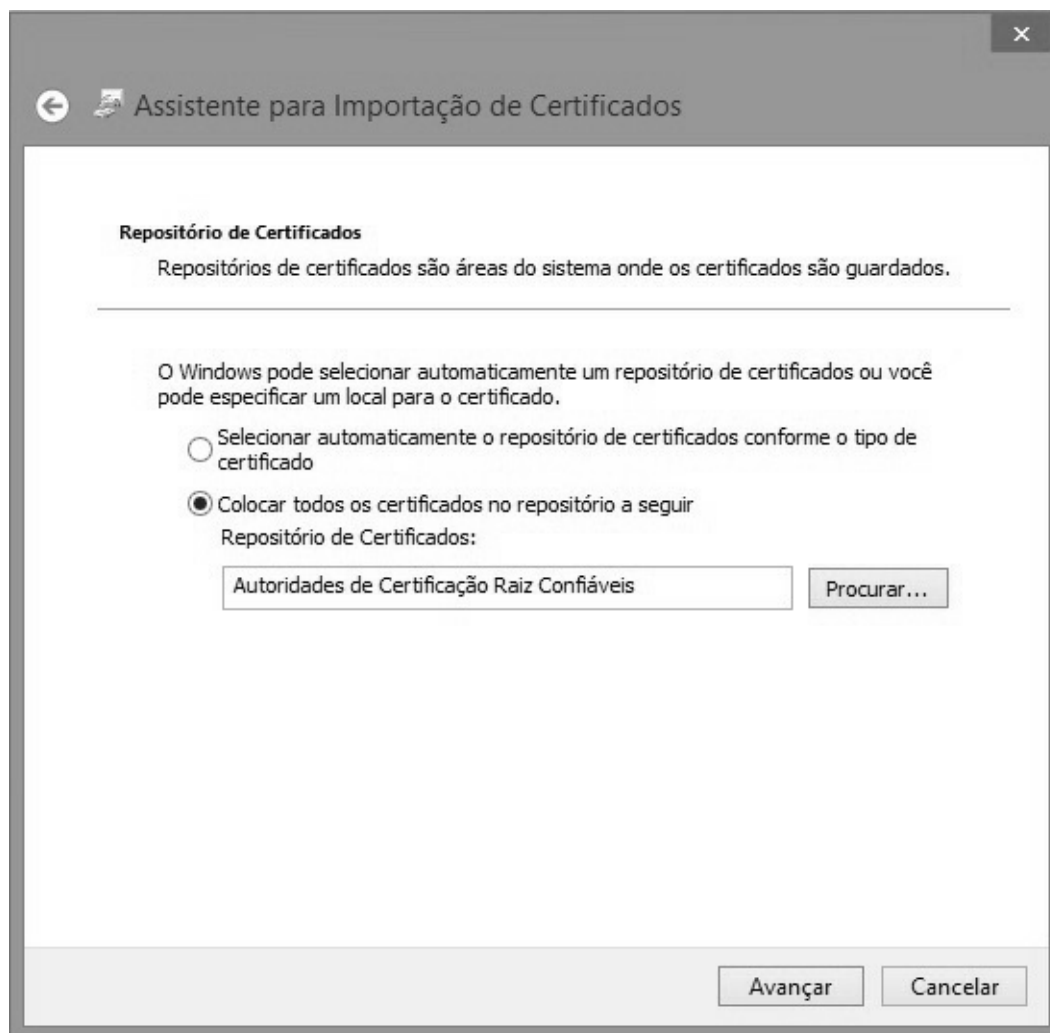 Assistente para Importação de Certificados
Repositório de Certificados
Repositórios de certificados são áreas do sistema onde os certificados são guardados.
O Windows pode selecionar automaticamente um repositório de certificados ou você
pode especificar um local para o certificado.
Selecionar automaticamente o repositório de certificados conforme o tipo de
certificado
Colocar todos os certificados no repositório a seguir
Repositório de Certificados:
Autoridades de Certificação Raiz Confiáveis
Procurar...
Avançar
Cancelar